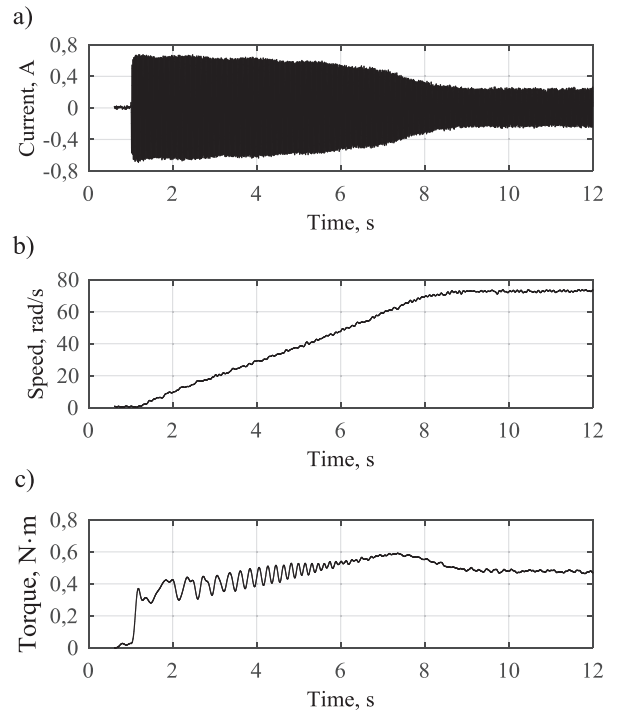 a)
0,8
0,4
0
-0,4
-0,8
Current, A
0 2 4 6 8 10 12
Time, s
b)
80
60
40
20
0
Speed, rad/s
0 2 4 6 8 10 12
Time, s
c)
0,8
0,6
0,4
0,2
0
Torque, N·m
0 2 4 6 8 10 12
Time, s